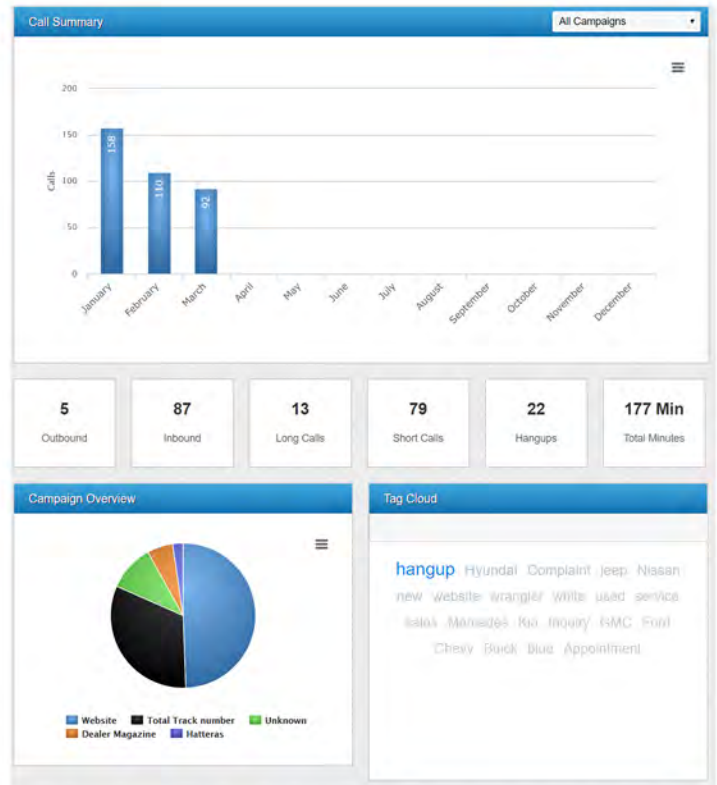 Call Summary
All Campaigns
200
150
100
50
0
Calls
158
110
92
January
February
March
April
May
June
July
August
September
October
November
December
5
Outbound
87
Inbound
13
Long Calls
79
Short Calls
22
Hangups
177 Min
Total Minutes
Campaign Overview
Website Total Track number Unknown
Dealer Magazine Hatteras
Tag Cloud
hangup Hyundai Complaint jeep Nissan
new website wrangler white used service
sales Mercedes Kia Inquiry GMC Ford
Chevy Buick Blue Appointment